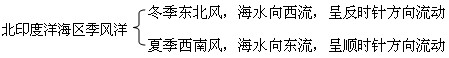 冬季东北风，海水向西流，呈反时针方向流动
北印度洋海区季风洋
夏季西南风，海水向东流，呈顺时针方向流动